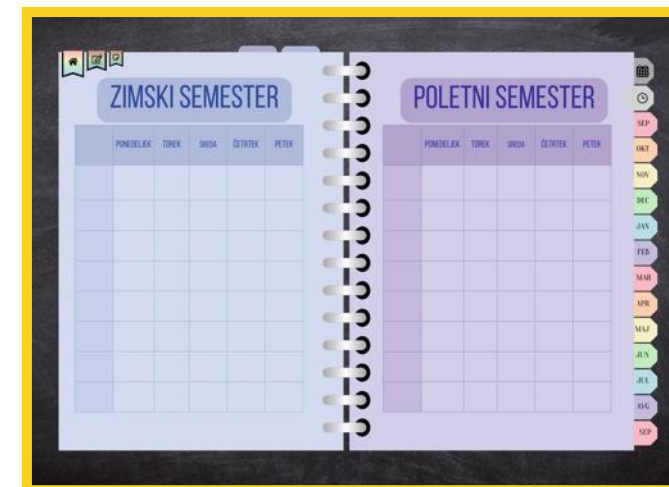 ZIMSKI SEMESTER
PONEDELJEK TOREK SREDA ČETRTEK PETEK
POLETNI SEMESTER
PONEDELJEK TOREK SREDA ČETRTEK PETEK
SEP
OKT
NOV
DEC
JAN
FEB
MAR
APR
MAJ
JUN
JUL
AVG
SEP